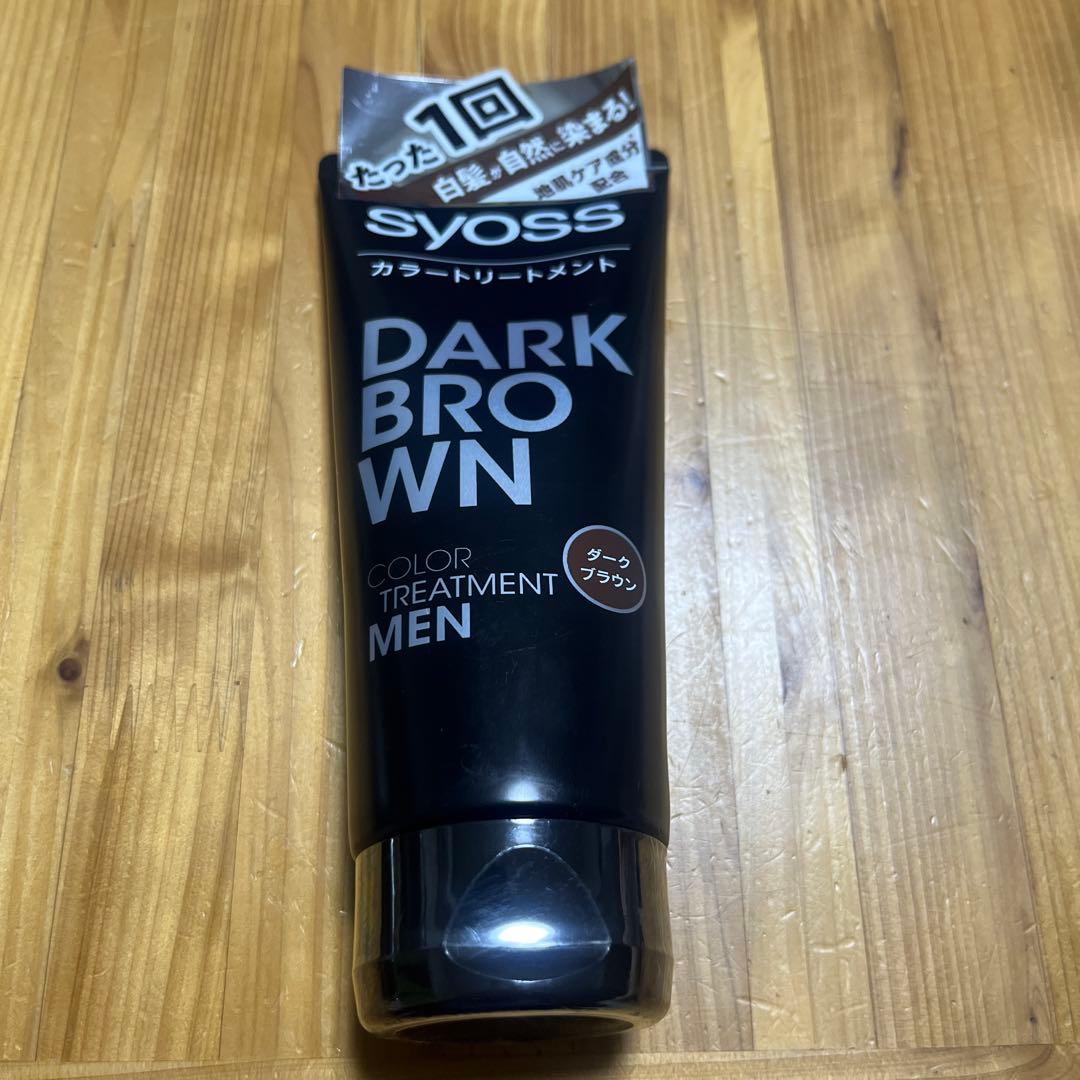 たった1回
白髪が自然に染まる!
地肌ケア成分
配合
syoss
カラートリートメント
DARK
BRO
WN
COLOR
TREATMENT
MEN
ダーク
ブラウン